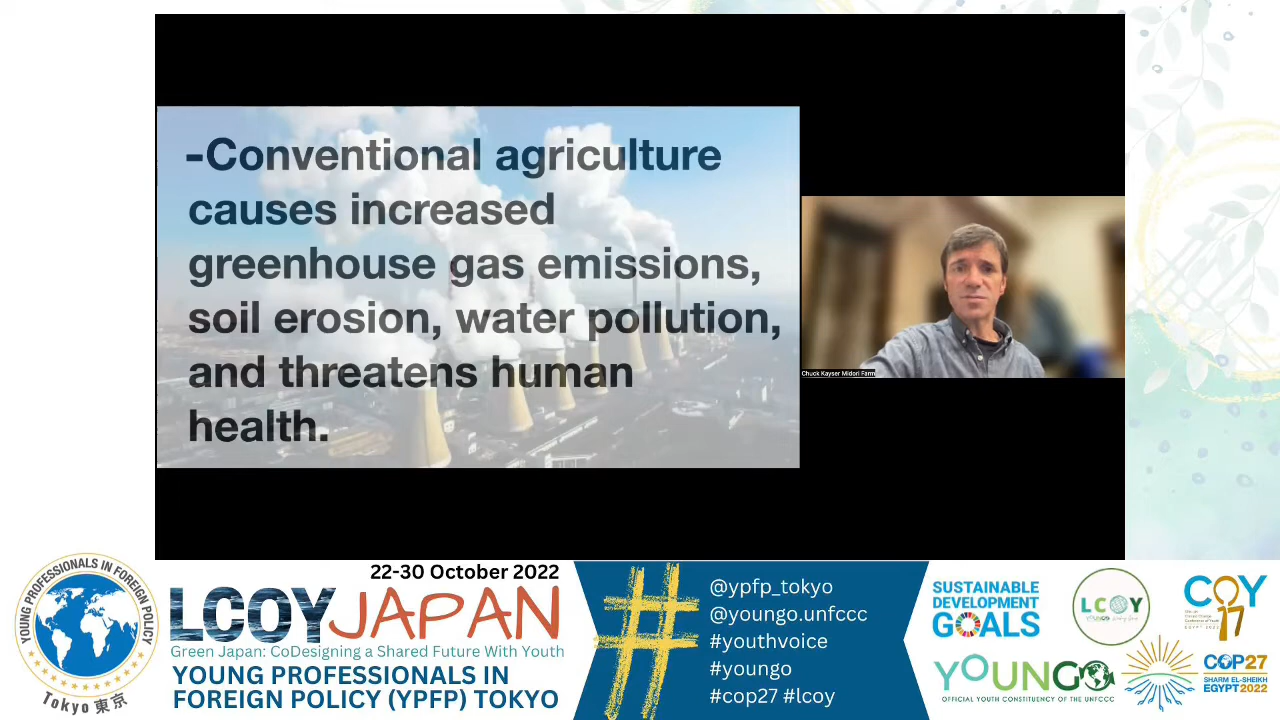 -Conventional agriculture
causes increased
greenhouse gas emissions,
soil erosion, water pollution,
and threatens human
health.
Chuck Kayser Midori Farm
YOUNG PROFESSIONALS IN FOREIGN POLICY
Tokyo 東京
22-30 October 2022
LCOY JAPAN
Green Japan: CoDesigning a Shared Future With Youth
YOUNG PROFESSIONALS IN
FOREIGN POLICY (YPFP) TOKYO
#
@ypfp_tokyo
@youngo.unfccc
#youthvoice
#youngo
#cop27 #lcoy
SUSTAINABLE
DEVELOPMENT
GOALS
LCOY
COY
17
YOUNGO
OFFICIAL YOUTH CONSTITUENCY OF THE UNFCCC
COP27
SHARM EL-SHEIKH
EGYPT2022